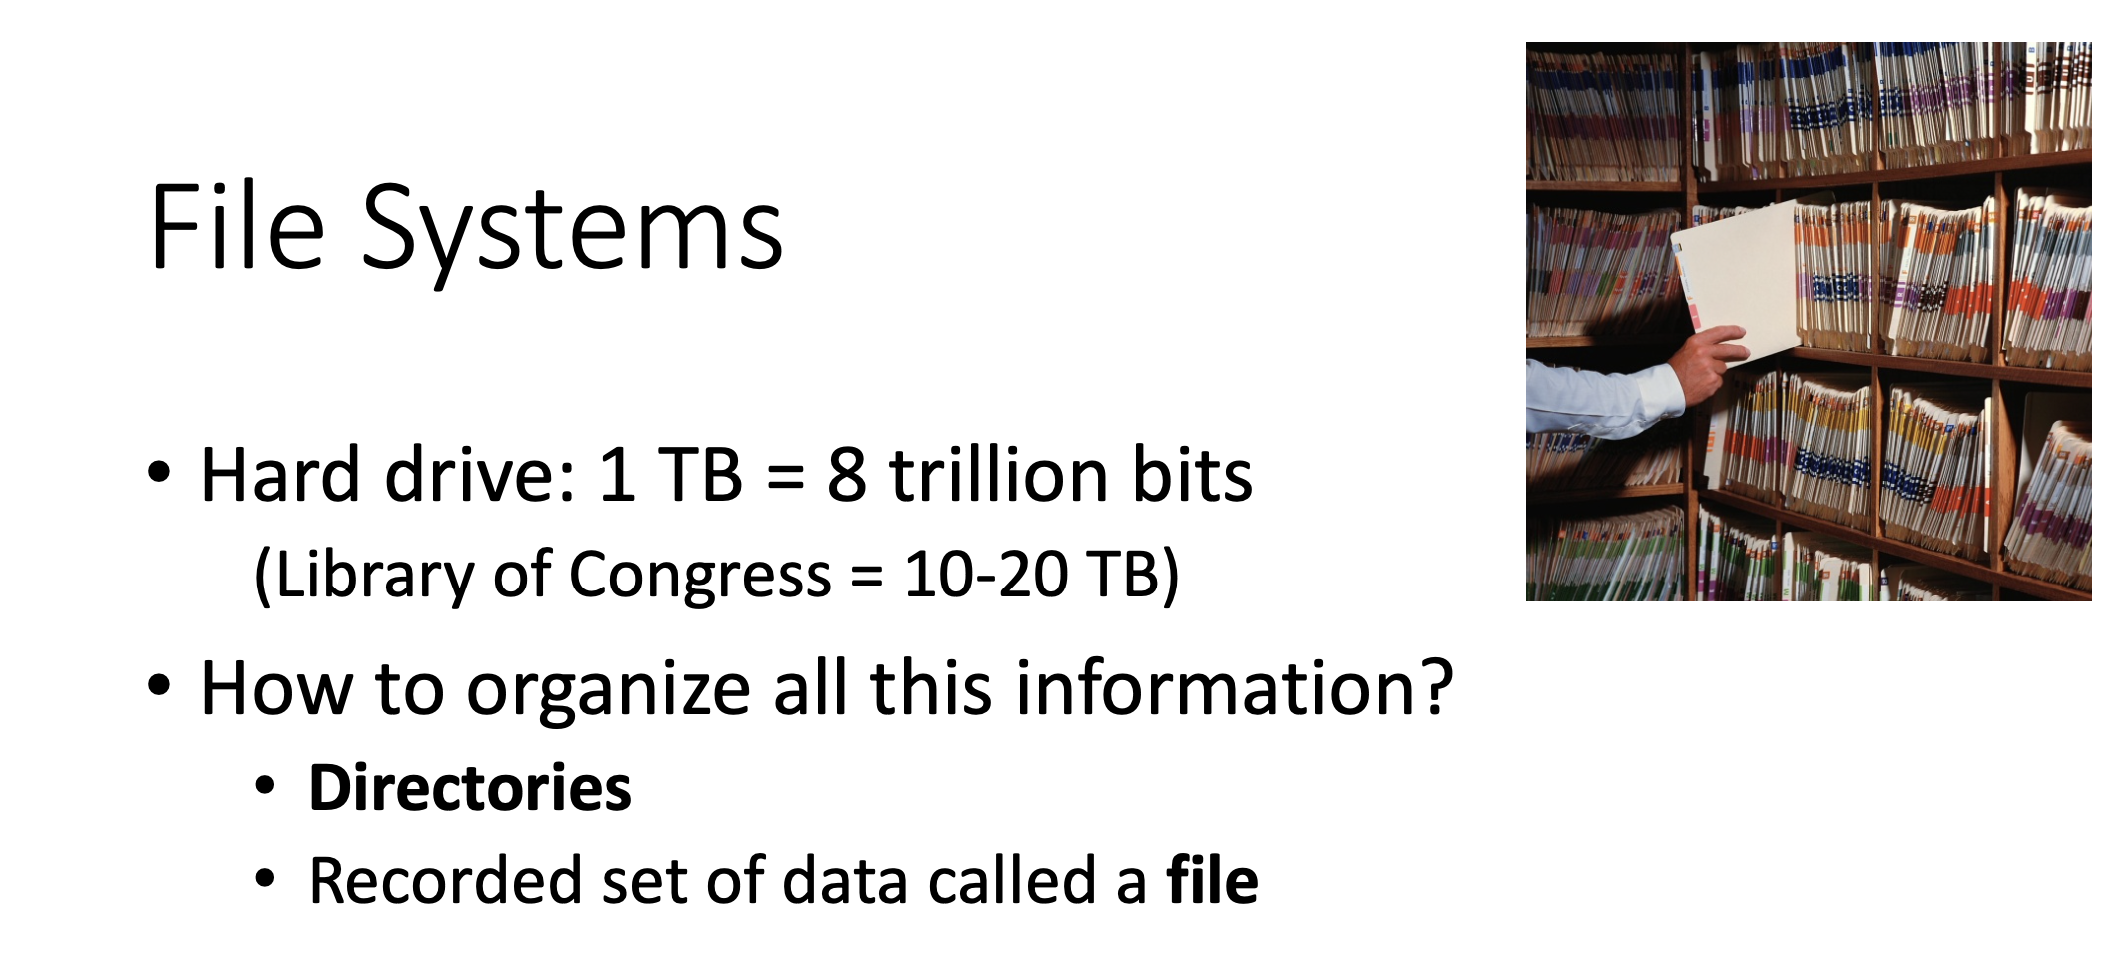 File Systems
• Hard drive: 1 TB = 8 trillion bits
(Library of Congress = 10-20 TB)
• How to organize all this information?
• Directories
• Recorded set of data called a file